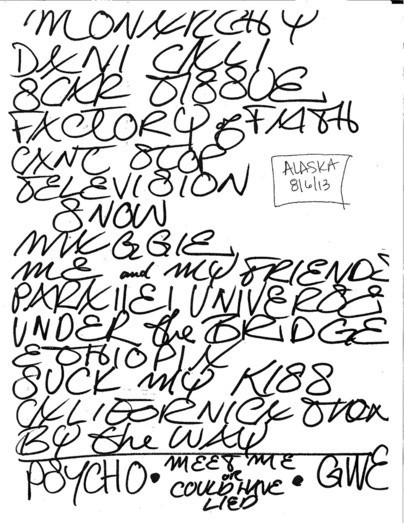 MONARCHY
DANI CALI
SCAR TISSUE
FACTORY of FAITH
CANT STOP
ALASKA
8/6/13
TELEVISION
SNOW
MAGGIE
ME and MY FRIENDS
PARALLEL UNIVERSE
UNDER the BRIDGE
ETHIOPIA
SUCK MY KISS
BY the WAY
PSYCHO • MEET ME
or
COULD HAVE
LIED • GWE